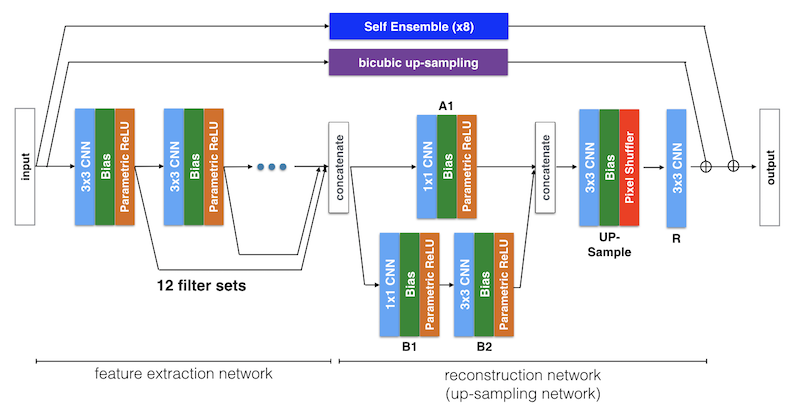 Self Ensemble (x8)
bicubic up-sampling
input
3x3 CNN
Bias
Parametric ReLU
3x3 CNN
Bias
Parametric ReLU
12 filter sets
concatenate
A1
1x1 CNN
Bias
Parametric ReLU
1x1 CNN
Bias
Parametric ReLU
B1
3x3 CNN
Bias
Parametric ReLU
B2
concatenate
3x3 CNN
Bias
Pixel Shuffler
UP-
Sample
3x3 CNN
R
output
feature extraction network
reconstruction network
(up-sampling network)